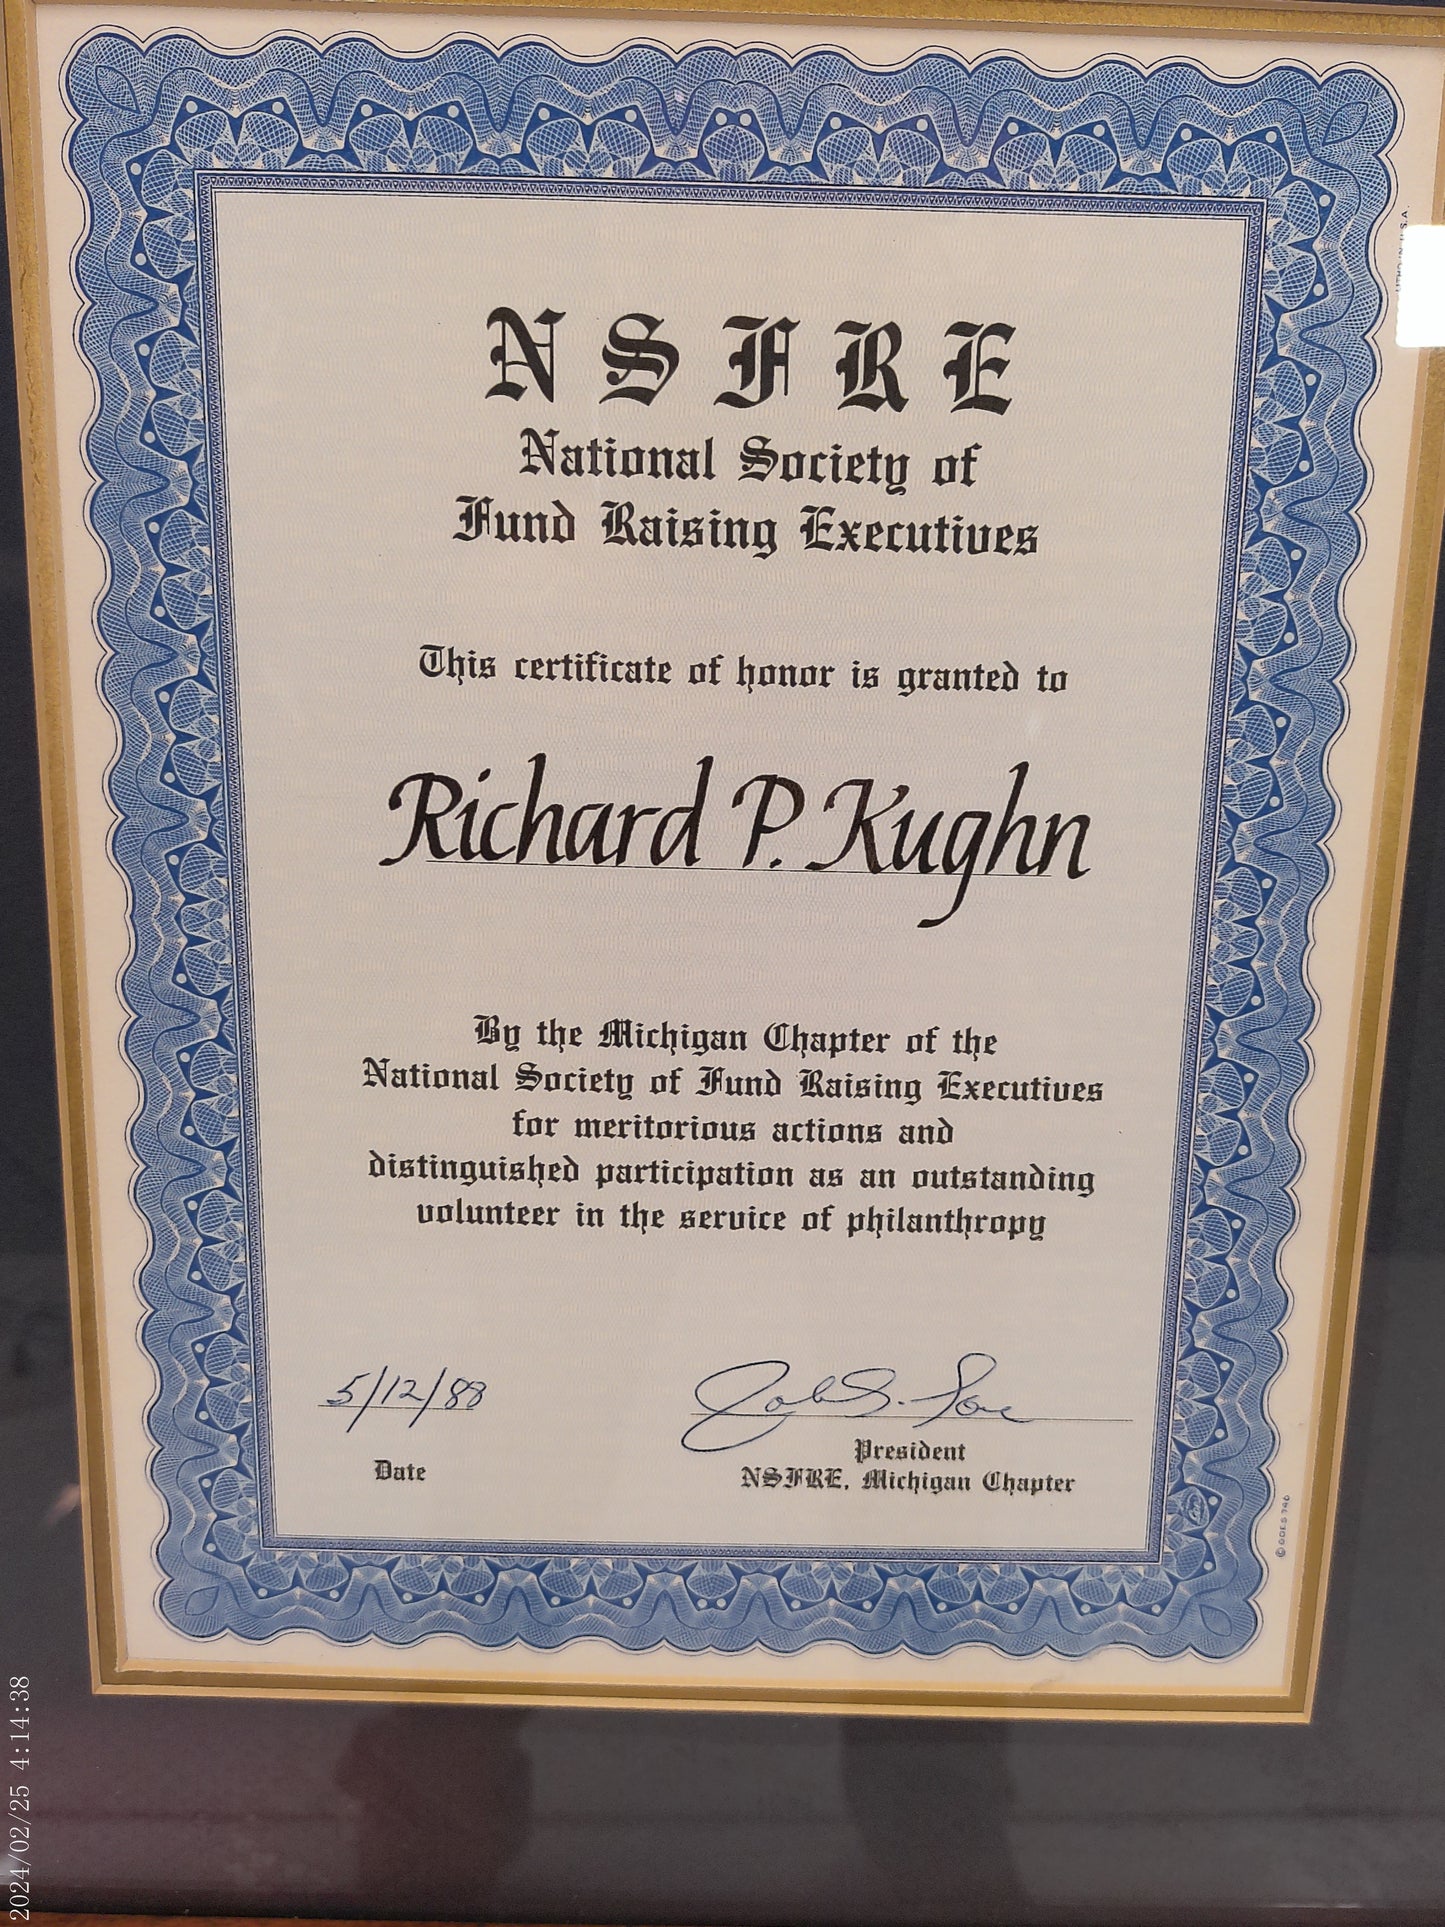 N S F R E
National Society of
Fund Raising Executives
This certificate of honor is granted to
Richard P. Kughn
By the Michigan Chapter of the
National Society of Fund Raising Executives
for meritorious actions and
distinguished participation as an outstanding
volunteer in the service of philanthropy
5/12/88
Date
President
NSFRE, Michigan Chapter
© GOES 746
2024/02/25 4:14:38